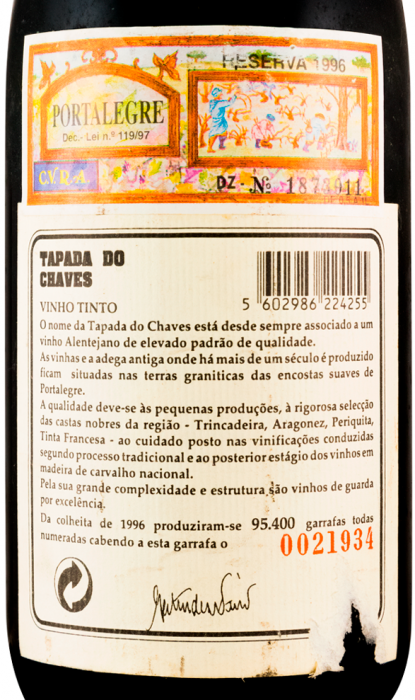 RESERVA 1996
PORTALEGRE
Dec.- Lei n.º 119/97
C.V.R.A.
DZ - Nº
TAPADA DO
CHAVES
5 602986 224255
VINHO TINTO
O nome da Tapada do Chaves está desde sempre associado a um
vinho Alentejano de elevado padrão de qualidade.
As vinhas e a adega antiga onde há mais de um século é produzido
ficam situadas nas terras graniticas das encostas suaves de
Portalegre.
A qualidade deve-se às pequenas produções, à rigorosa selecção
das castas nobres da região - Trincadeira, Aragonez, Periquita,
Tinta Francesa - ao cuidado posto nas vinificações conduzidas
segundo processo tradicional e ao posterior estágio dos vinhos em
madeira de carvalho nacional.
Pela sua grande complexidade e estrutura são vinhos de guarda
por excelência.
Da colheita de 1996 produziram-se 95.400 garrafas todas
numeradas cabendo a esta garrafa o 0021934